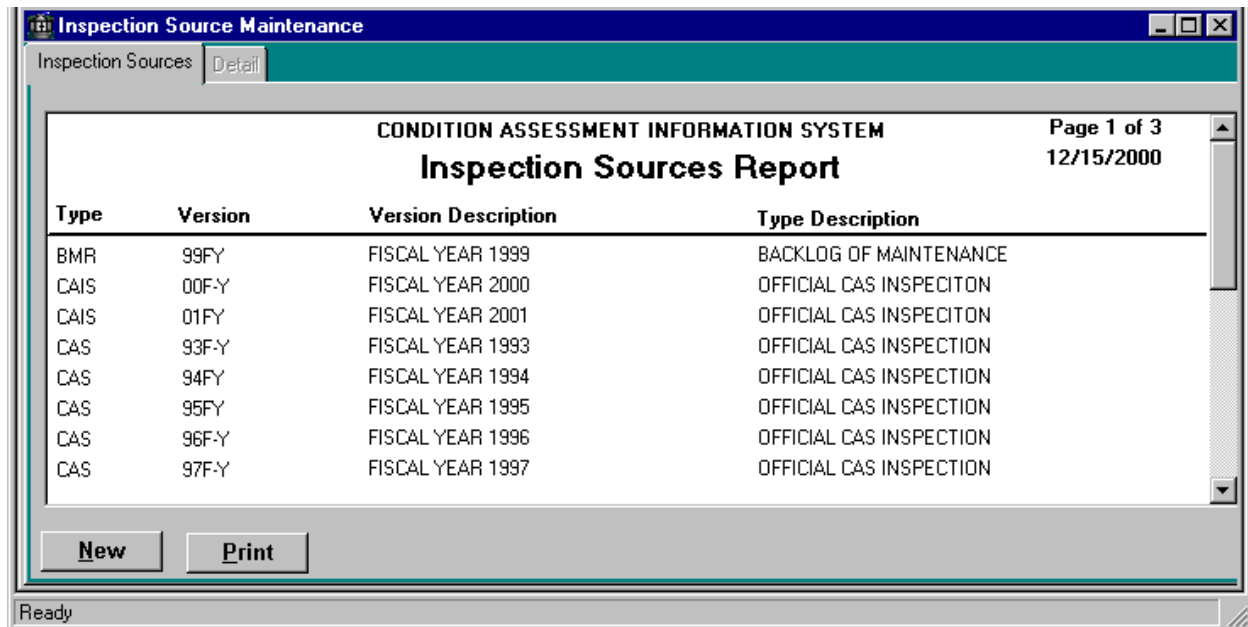 Inspection Source Maintenance
Inspection Sources Detail
CONDITION ASSESSMENT INFORMATION SYSTEM Page 1 of 3
Inspection Sources Report 12/15/2000
Type Version Version Description Type Description
BMR 99FY FISCAL YEAR 1999 BACKLOG OF MAINTENANCE
CAIS 00F-Y FISCAL YEAR 2000 OFFICIAL CAS INSPECITON
CAIS 01FY FISCAL YEAR 2001 OFFICIAL CAS INSPECITON
CAS 93F-Y FISCAL YEAR 1993 OFFICIAL CAS INSPECTION
CAS 94FY FISCAL YEAR 1994 OFFICIAL CAS INSPECTION
CAS 95FY FISCAL YEAR 1995 OFFICIAL CAS INSPECTION
CAS 96F-Y FISCAL YEAR 1996 OFFICIAL CAS INSPECTION
CAS 97F-Y FISCAL YEAR 1997 OFFICIAL CAS INSPECTION
New Print
Ready